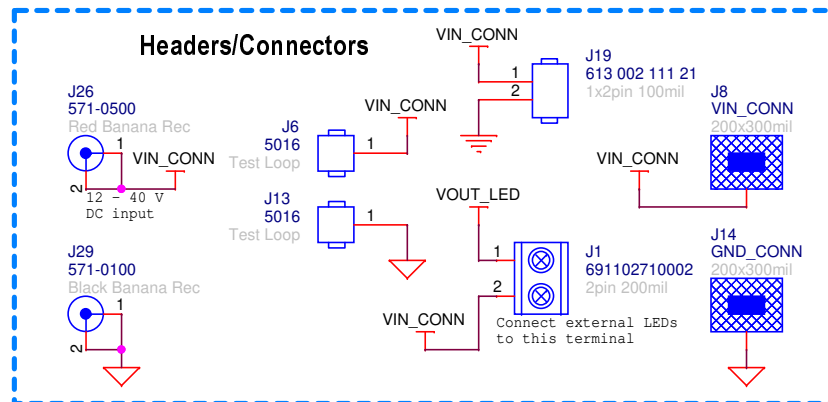 Headers/Connectors
J26
571-0500
Red Banana Rec
1
2
VIN_CONN
12 - 40 V
DC input
J29
571-0100
Black Banana Rec
1
2
J6
5016
Test Loop
1
VIN_CONN
J13
5016
Test Loop
1
VIN_CONN
1
2
J19
613 002 111 21
1x2pin 100mil
VOUT_LED
1
2
VIN_CONN
J1
691102710002
2pin 200mil
Connect external LEDs
to this terminal
J8
VIN_CONN
200x300mil
VIN_CONN
J14
GND_CONN
200x300mil